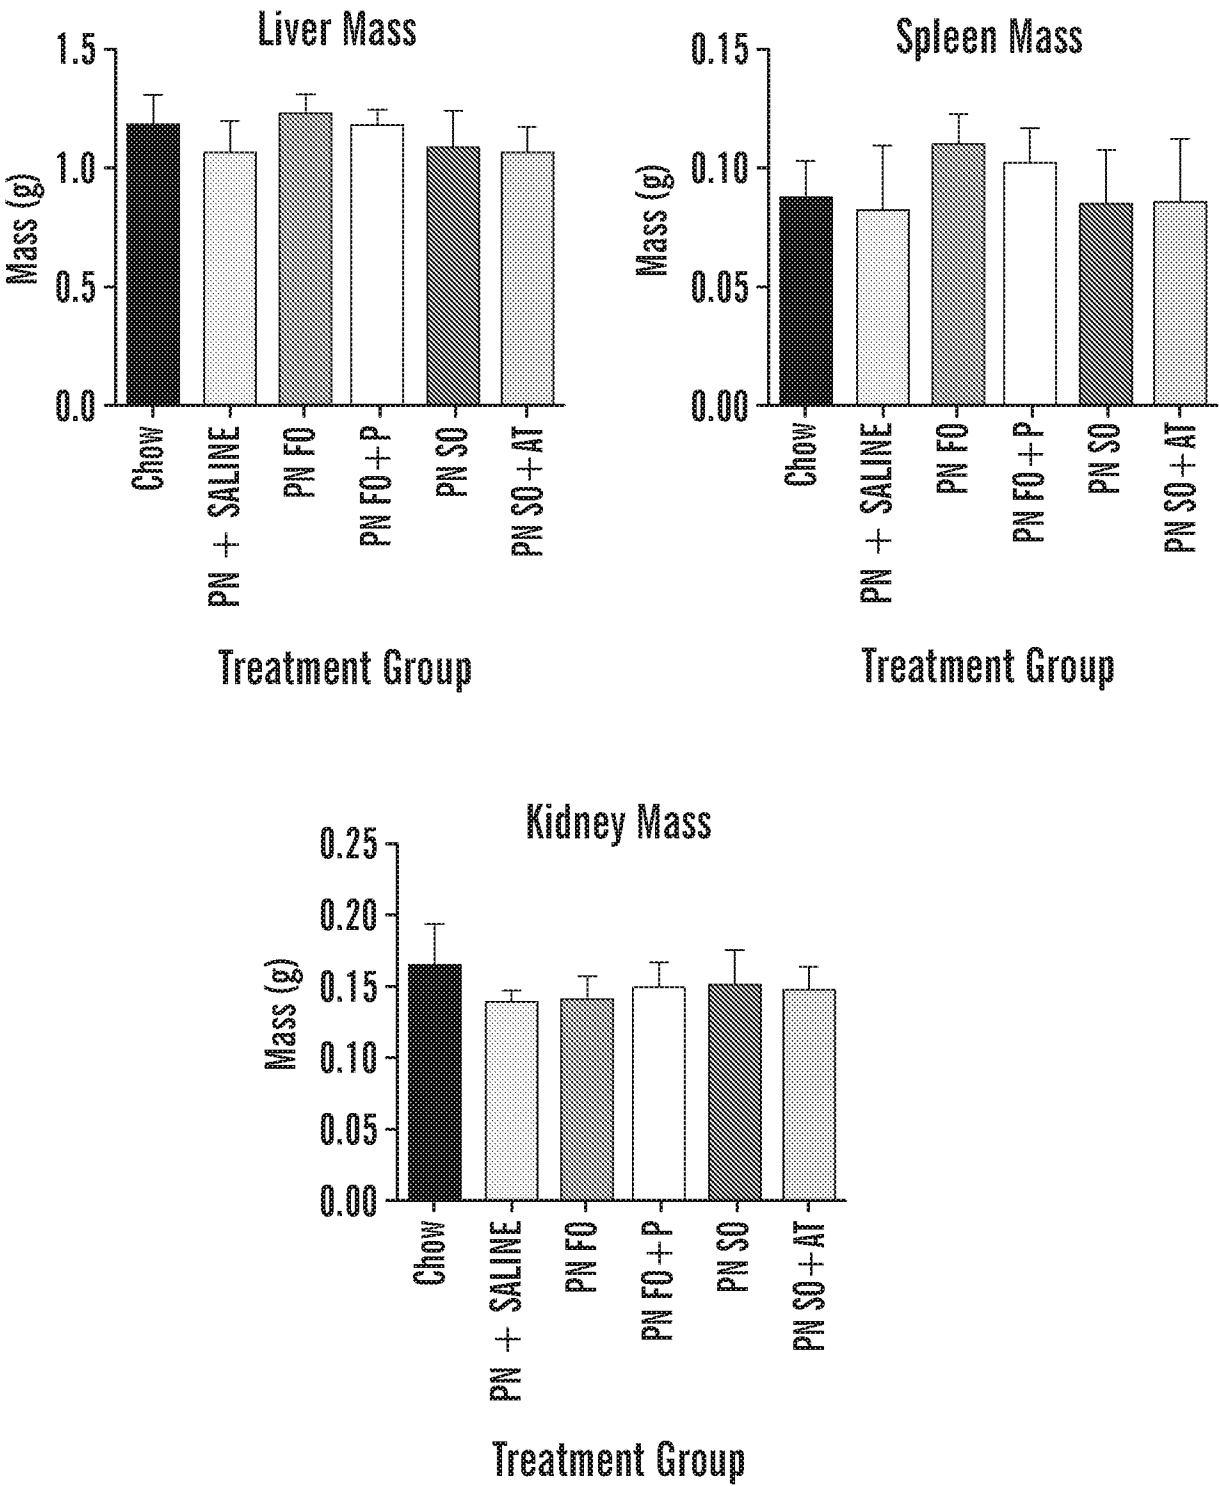 Liver Mass
1.5
1.0
0.5
0.0
Mass (g)
Chow
PN + SALINE
PN FO
PN FO+P
PN SO
PN SO+AT
Treatment Group
Spleen Mass
0.15
0.10
0.05
0.00
Mass (g)
Chow
PN + SALINE
PN FO
PN FO+P
PN SO
PN SO+AT
Treatment Group
Kidney Mass
0.25
0.20
0.15
0.10
0.05
0.00
Mass (g)
Chow
PN + SALINE
PN FO
PN FO+P
PN SO
PN SO+AT
Treatment Group